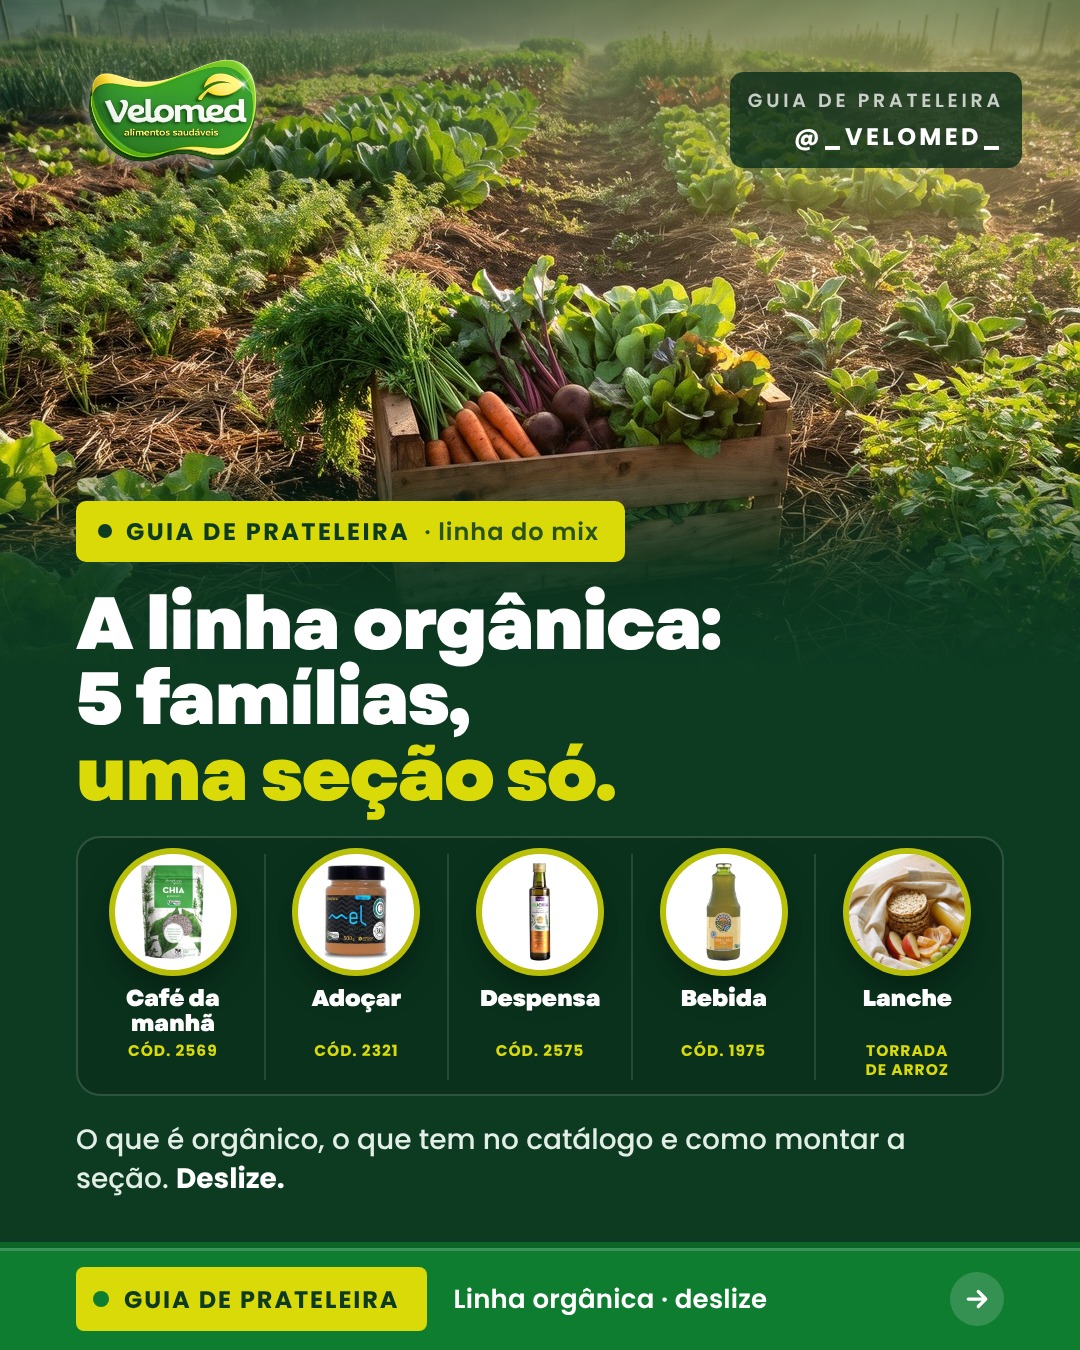 Velomed
alimentos saudáveis
GUIA DE PRATELEIRA
@_VELOMED_
GUIA DE PRATELEIRA · linha do mix
A linha orgânica:
5 famílias,
uma seção só.
CHIA
mel
300g
Café da
manhã
CÓD. 2569
Adoçar
CÓD. 2321
Despensa
CÓD. 2575
Bebida
CÓD. 1975
Lanche
TORRADA
DE ARROZ
O que é orgânico, o que tem no catálogo e como montar a
seção. Deslize.
GUIA DE PRATELEIRA
Linha orgânica · deslize